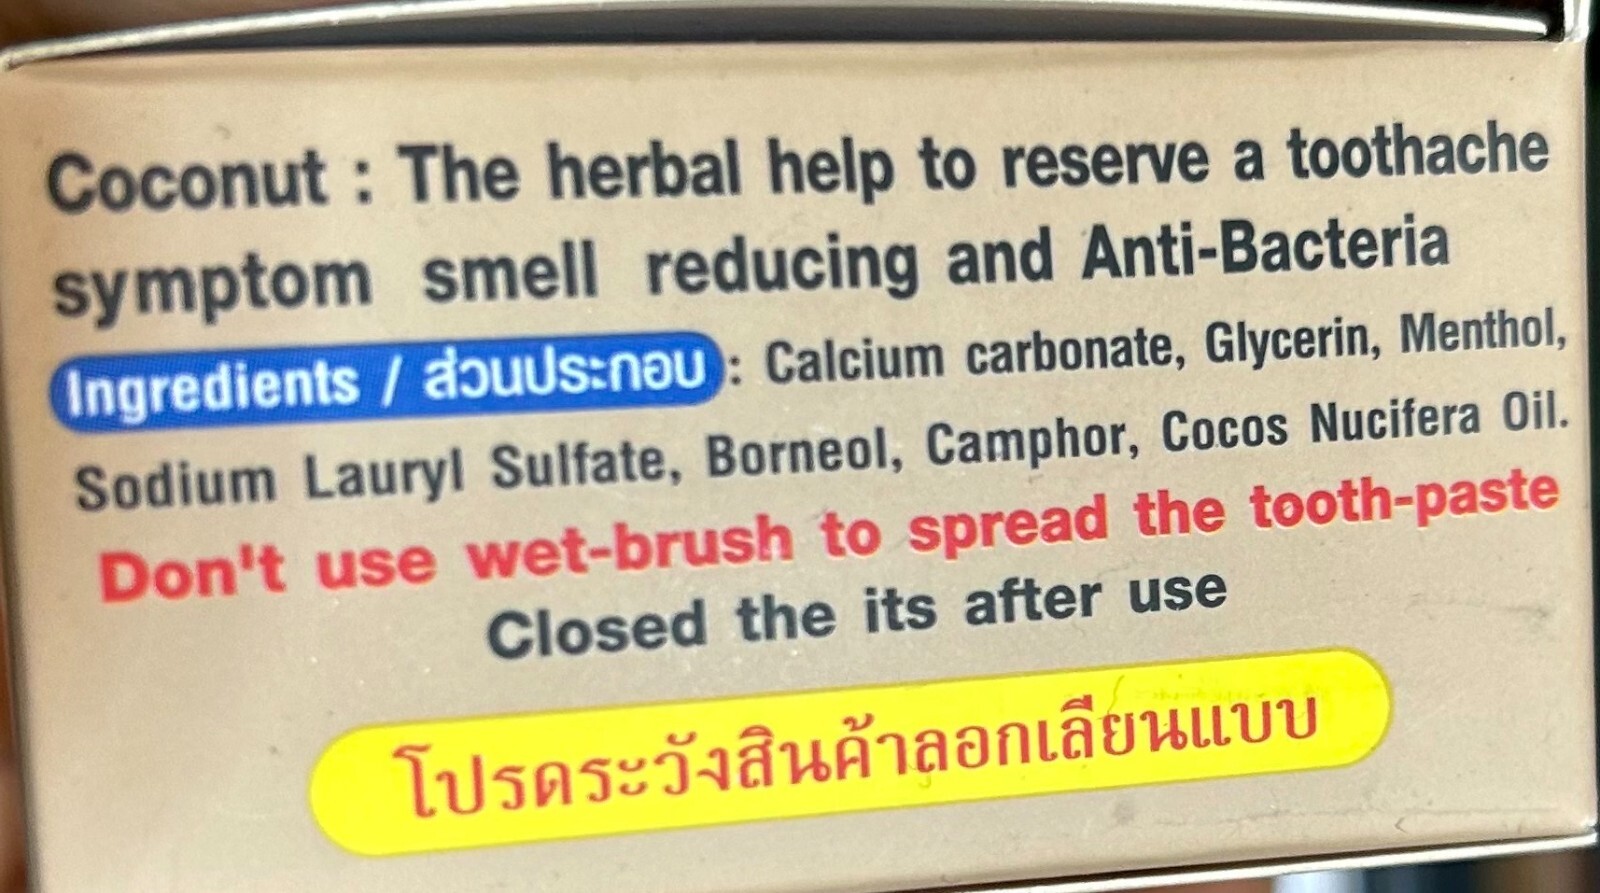 Coconut : The herbal help to reserve a toothache
symptom smell reducing and Anti-Bacteria
Ingredients / ส่วนประกอบ : Calcium carbonate, Glycerin, Menthol,
Sodium Lauryl Sulfate, Borneol, Camphor, Cocos Nucifera Oil.
Don't use wet-brush to spread the tooth-paste
Closed the its after use
โปรดระวังสินค้าลอกเลียนแบบ